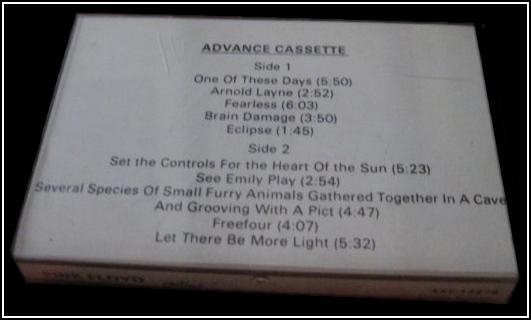 ADVANCE CASSETTE
Side 1
One Of These Days (5:50)
Arnold Layne (2:52)
Fearless (6:03)
Brain Damage (3:50)
Eclipse (1:45)
Side 2
Set the Controls For the Heart Of the Sun (5:23)
See Emily Play (2:54)
Several Species Of Small Furry Animals Gathered Together In A Cave
And Grooving With A Pict (4:47)
Freefour (4:07)
Let There Be More Light (5:32)
PINK FLOYD